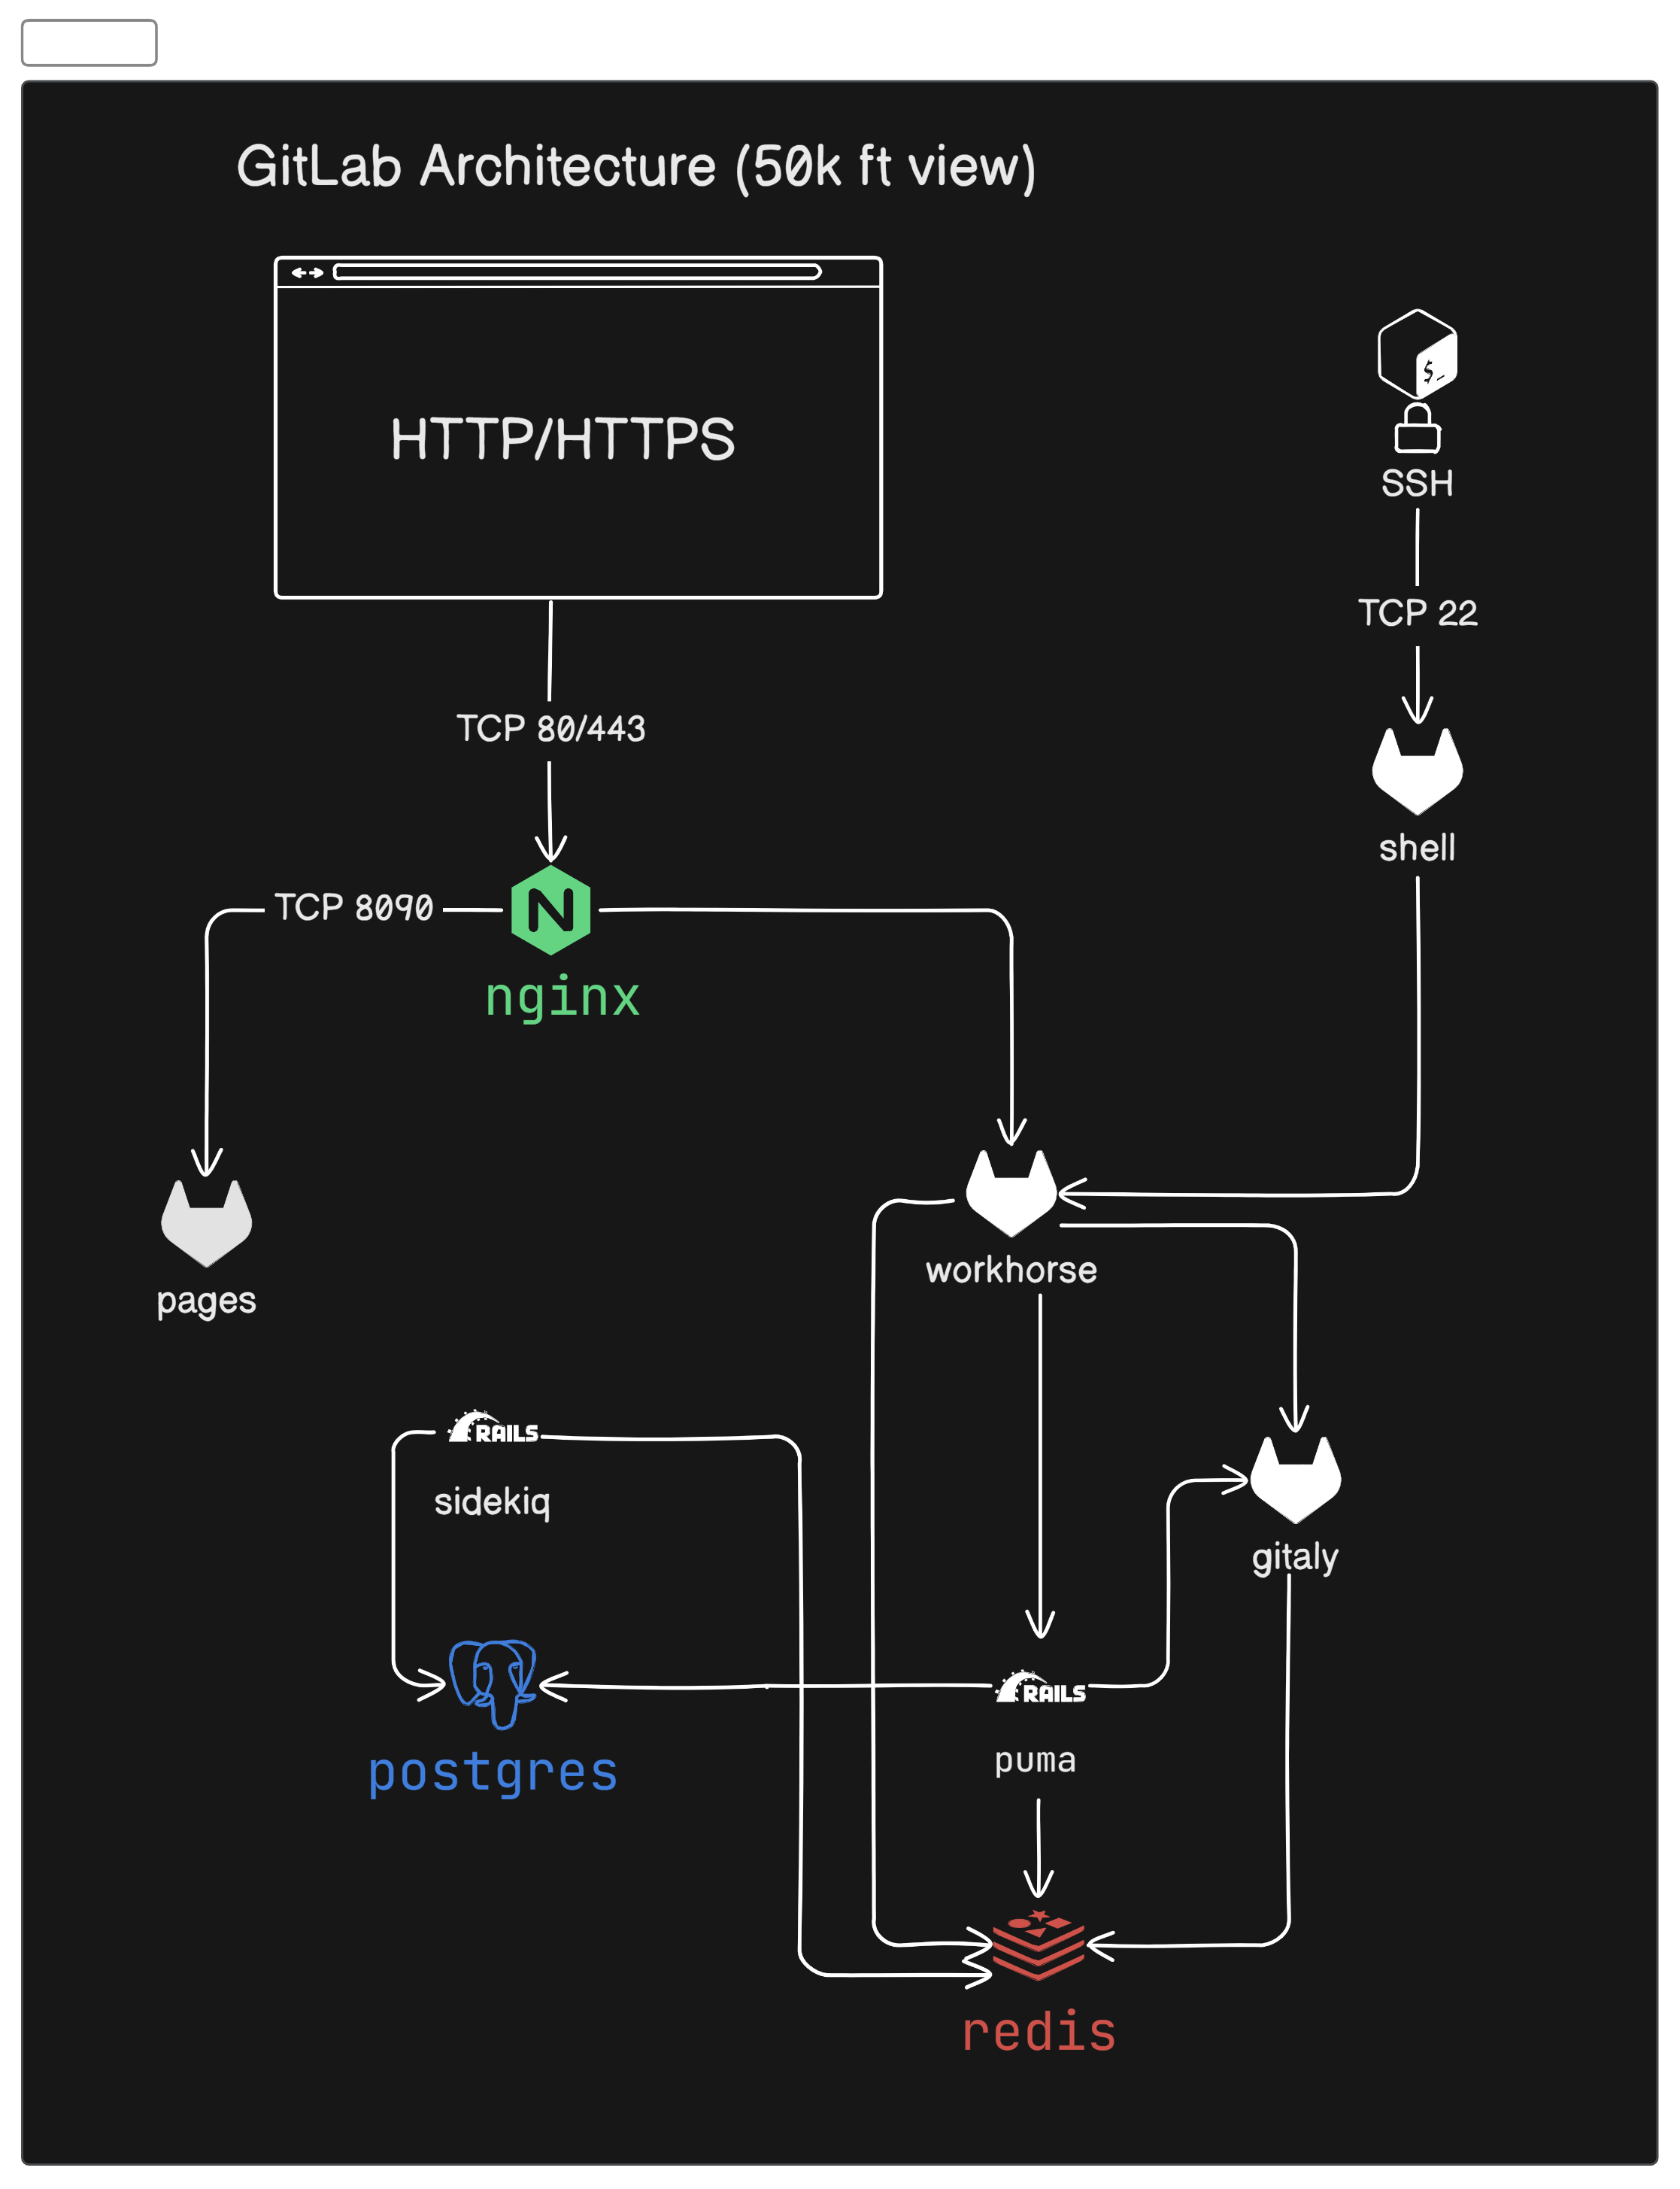 GitLab Architecture (50k ft view)
HTTP/HTTPS
$_
SSH
TCP 22
TCP 80/443
shell
TCP 8090
N
nginx
workhorse
pages
RAILS
sidekiq
gitaly
RAILS
postgres
puma
redis